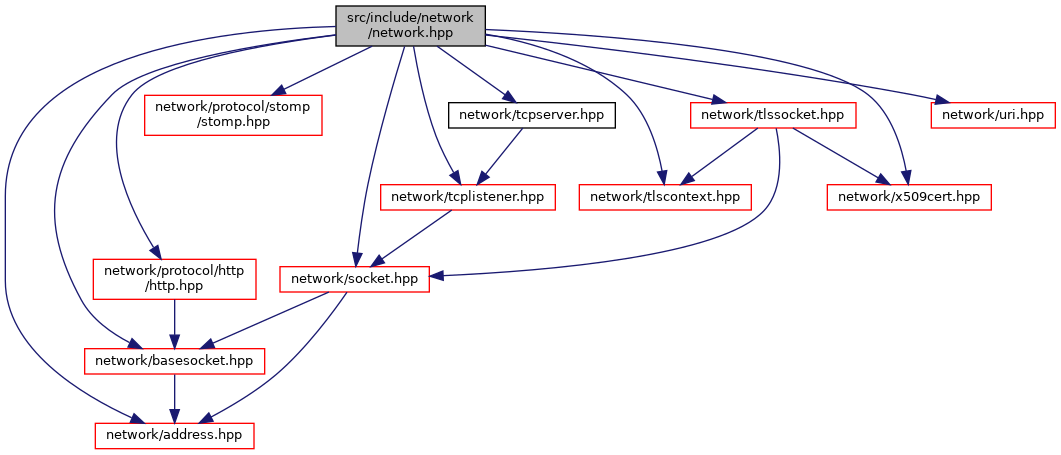 src/include/network
/network.hpp
network/protocol/stomp
/stomp.hpp
network/tcpserver.hpp
network/tlssocket.hpp
network/uri.hpp
network/tcplistener.hpp
network/tlscontext.hpp
network/x509cert.hpp
network/protocol/http
/http.hpp
network/socket.hpp
network/basesocket.hpp
network/address.hpp